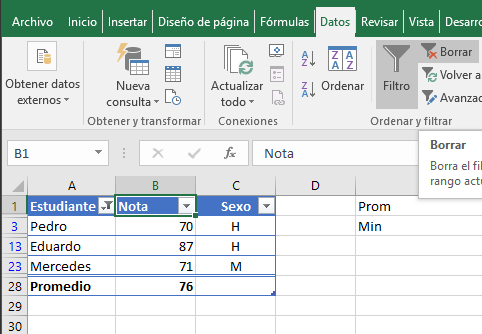 Archivo Inicio Insertar Diseño de página Fórmulas Datos Revisar Vista Desarro
Obtener datos externos
Nueva consulta
Obtener y transformar
Actualizar todo
Conexiones
A Z
Z A
Z A A Z
Ordenar
Filtro
Borrar
Volver a
Avanzad
Ordenar y filtrar
Borrar
Borra el fil
rango actu
B1 fx Nota
A B C D E
1 Estudiante Nota Sexo Prom
3 Pedro 70 H Min
13 Eduardo 87 H
23 Mercedes 71 M
28 Promedio 76
29
30